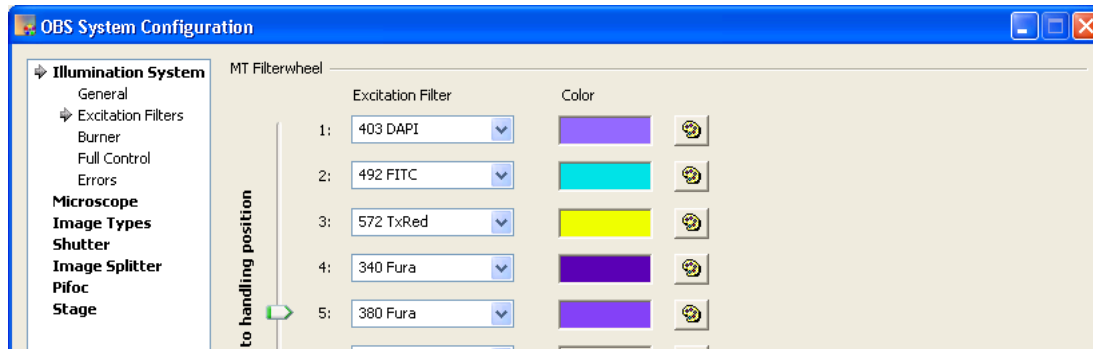 OBS System Configuration
Illumination System
General
Excitation Filters
Burner
Full Control
Errors
Microscope
Image Types
Shutter
Image Splitter
Pifoc
Stage
MT Filterwheel
Excitation Filter Color
to handling position
1: 403 DAPI
2: 492 FITC
3: 572 TxRed
4: 340 Fura
5: 380 Fura